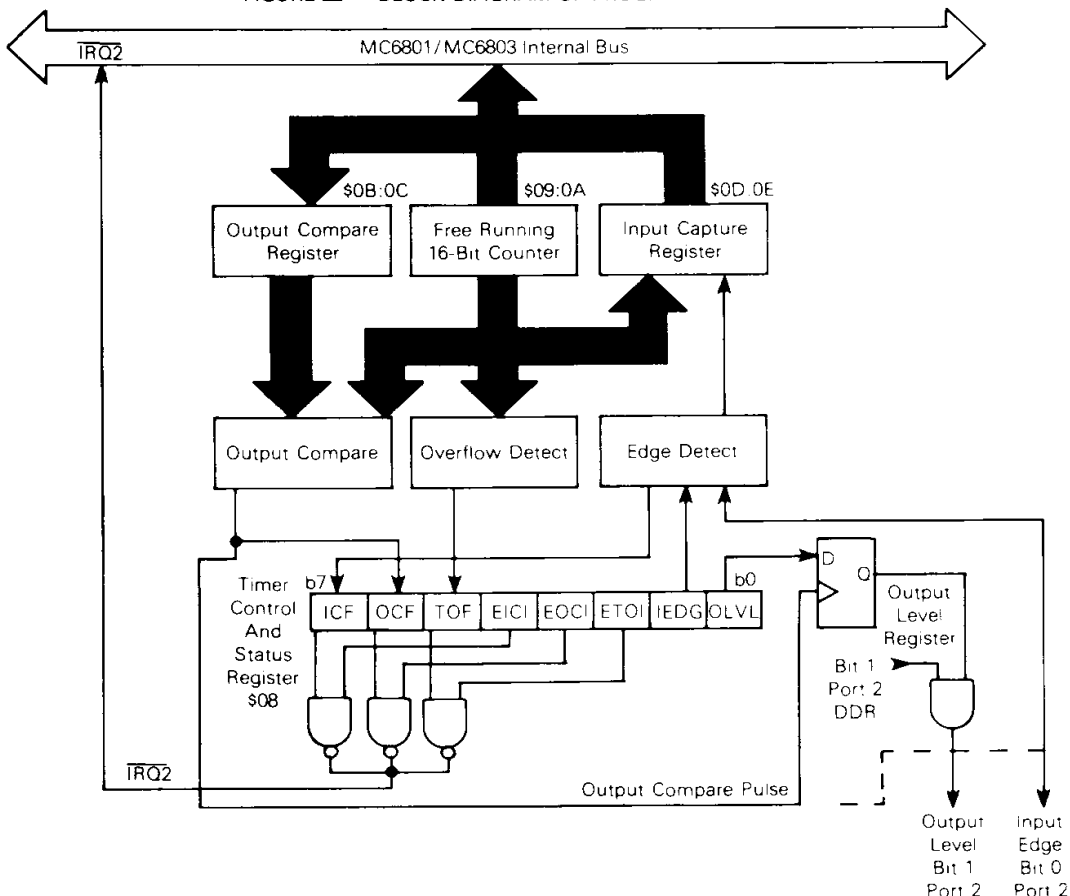 MC6801/MC6803 Internal Bus
IRQ2
$0B:0C
$09:0A
$0D:0E
Output Compare
Register
Free Running
16-Bit Counter
Input Capture
Register
Output Compare
Overflow Detect
Edge Detect
Timer
Control
And
Status
Register
$08
b7
b0
ICF
OCF
TOF
EICI
EOCI
ETOI
IEDG
OLVL
D
Q
Output
Level
Register
Bit 1
Port 2
DDR
IRQ2
Output Compare Pulse
Output
Level
Bit 1
Port 2
Input
Edge
Bit 0
Port 2